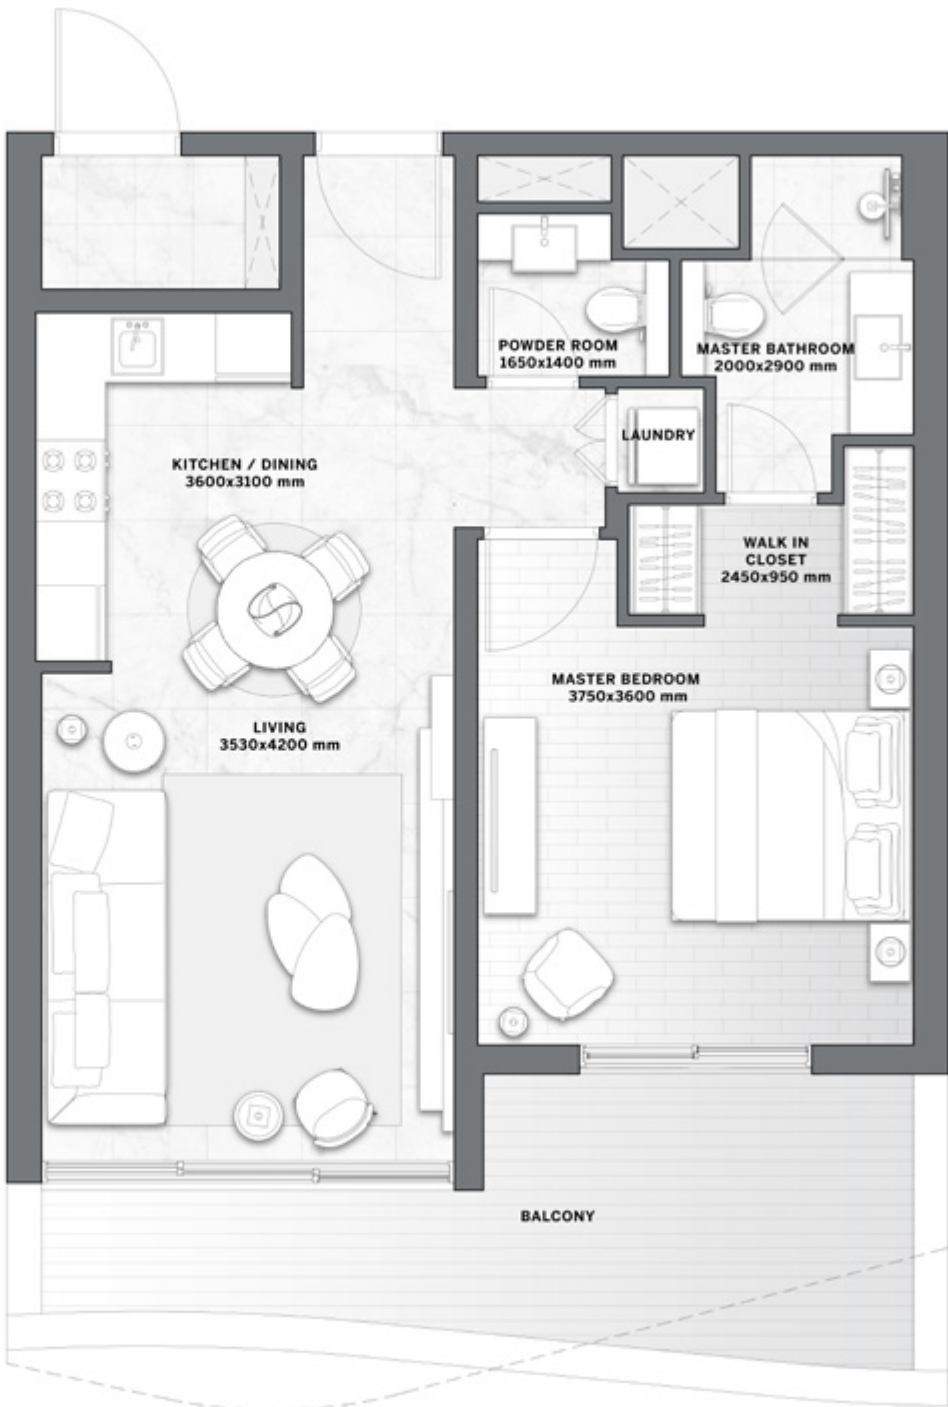 POWDER ROOM
1650x1400 mm
MASTER BATHROOM
2000x2900 mm
LAUNDRY
KITCHEN / DINING
3600x3100 mm
WALK IN
CLOSET
2450x950 mm
MASTER BEDROOM
3750x3600 mm
LIVING
3530x4200 mm
BALCONY